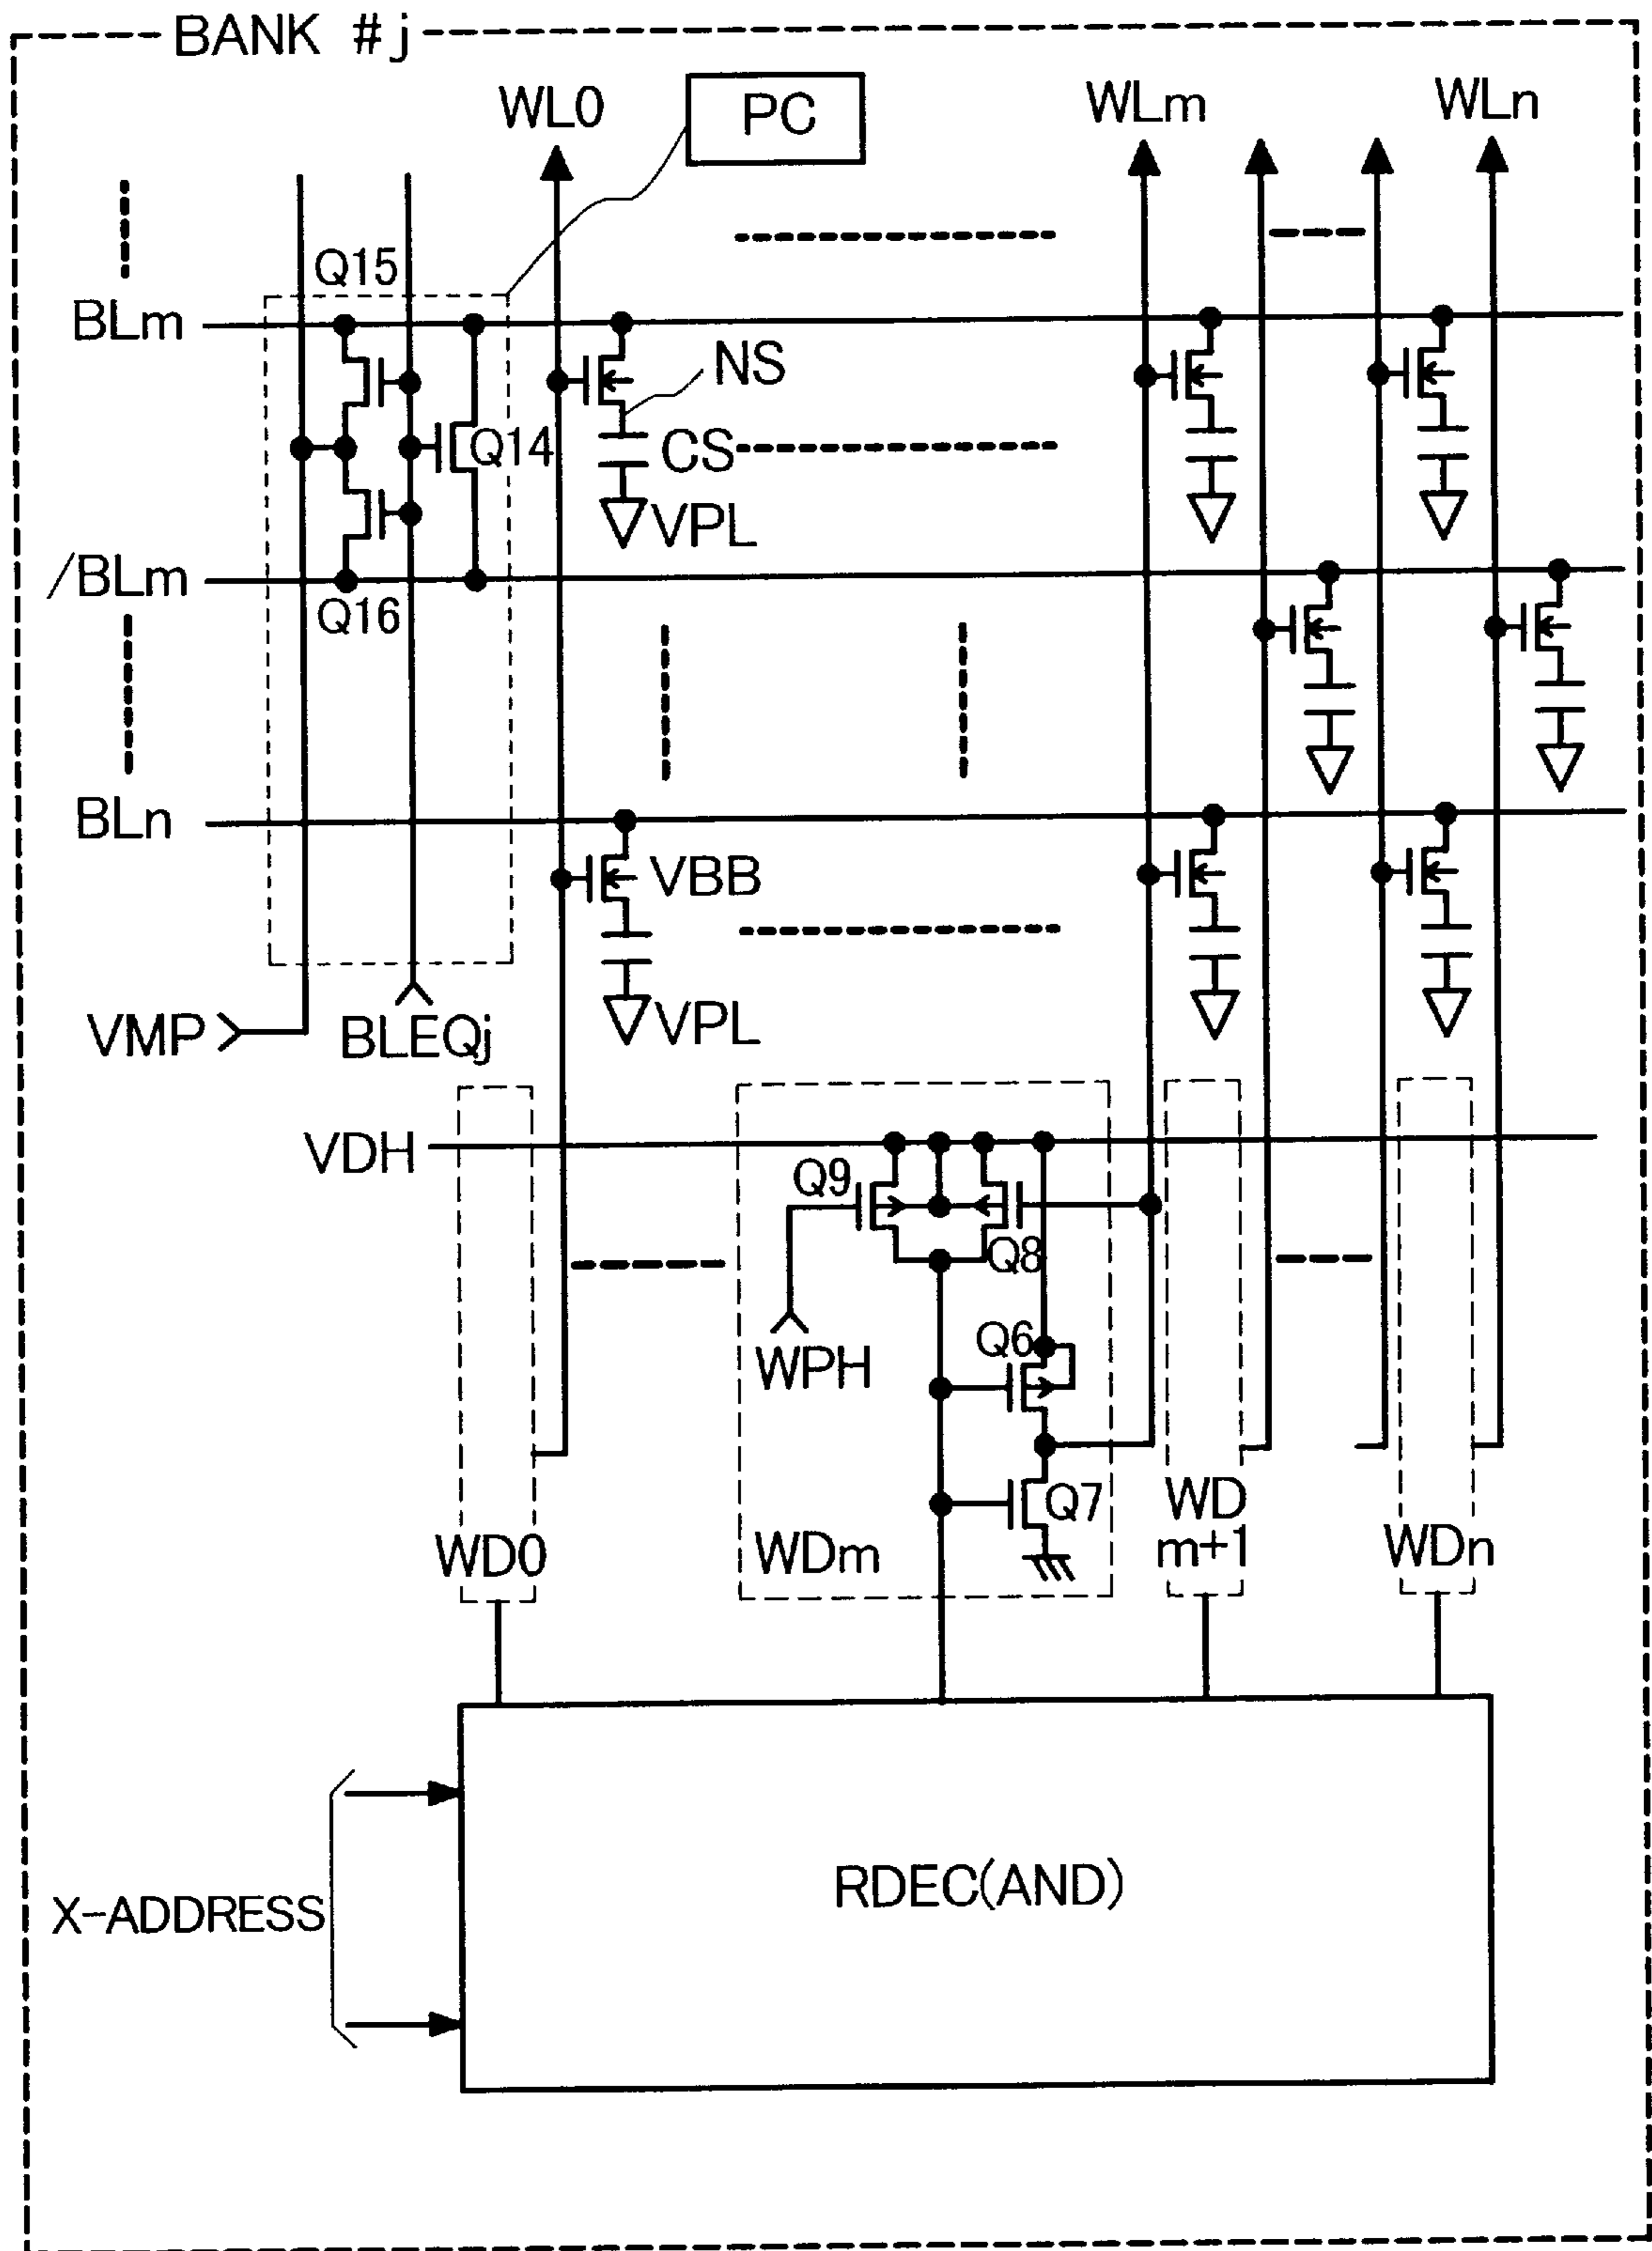 BANK #j
WL0
PC
WLm
WLn
Q15
BLm
NS
Q14
CS
VPL
/BLm
Q16
BLn
VBB
VMP
BLEQj
VPL
VDH
Q9
Q8
WPH
Q6
Q7
WD0
WDm
WD
m+1
WDn
RDEC(AND)
X-ADDRESS